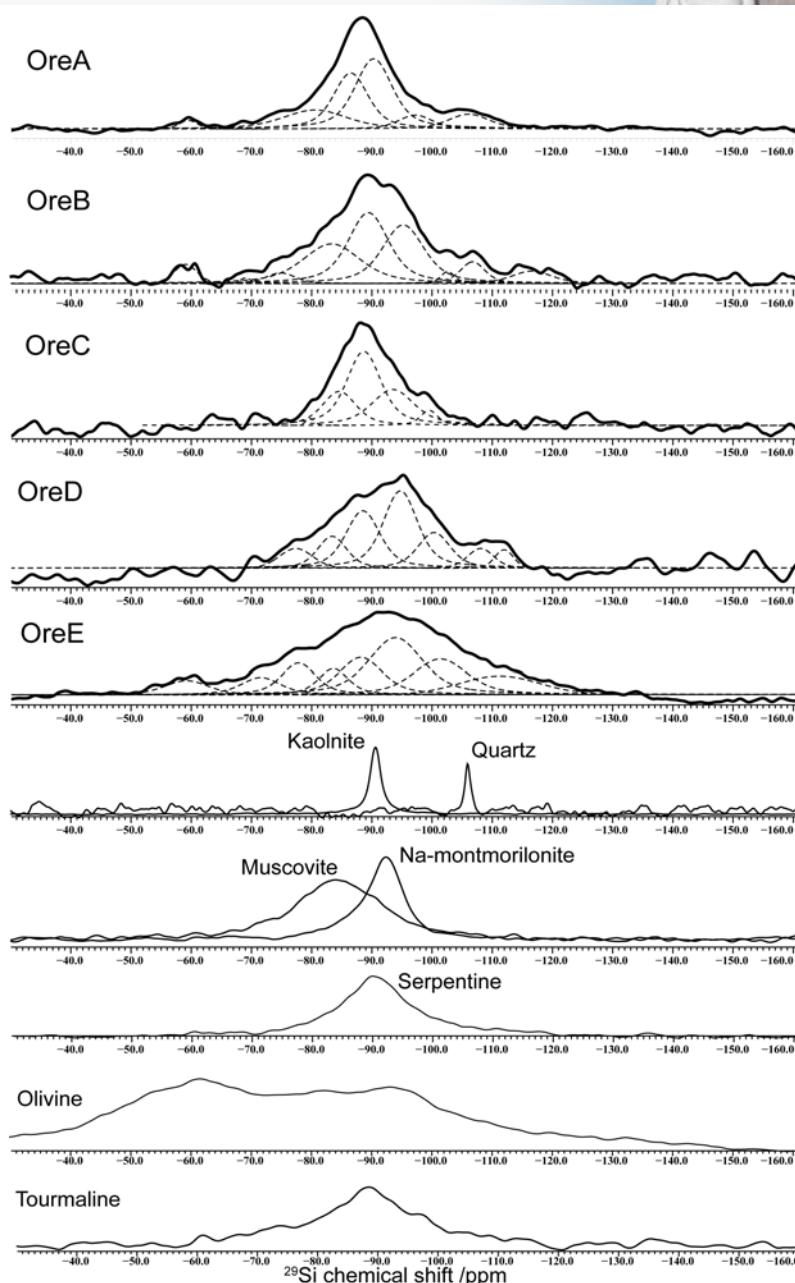 OreA
−40.0 −50.0 −60.0 −70.0 −80.0 −90.0 −100.0 −110.0 −120.0 −130.0 −140.0 −150.0 −160.0
OreB
−40.0 −50.0 −60.0 −70.0 −80.0 −90.0 −100.0 −110.0 −120.0 −130.0 −140.0 −150.0 −160.0
OreC
−40.0 −50.0 −60.0 −70.0 −80.0 −90.0 −100.0 −110.0 −120.0 −130.0 −140.0 −150.0 −160.0
OreD
−40.0 −50.0 −60.0 −70.0 −80.0 −90.0 −100.0 −110.0 −120.0 −130.0 −140.0 −150.0 −160.0
OreE
−40.0 −50.0 −60.0 −70.0 −80.0 −90.0 −100.0 −110.0 −120.0 −130.0 −140.0 −150.0 −160.0
Kaolnite Quartz
−40.0 −50.0 −60.0 −70.0 −80.0 −90.0 −100.0 −110.0 −120.0 −130.0 −140.0 −150.0 −160.0
Muscovite Na-montmorilonite
−40.0 −50.0 −60.0 −70.0 −80.0 −90.0 −100.0 −110.0 −120.0 −130.0 −140.0 −150.0 −160.0
Serpentine
−40.0 −50.0 −60.0 −70.0 −80.0 −90.0 −100.0 −110.0 −120.0 −130.0 −140.0 −150.0 −160.0
Olivine
−40.0 −50.0 −60.0 −70.0 −80.0 −90.0 −100.0 −110.0 −120.0 −130.0 −140.0 −150.0 −160.0
Tourmaline
−40.0 −50.0 −60.0 −70.0 −80.0 −90.0 −100.0 −110.0 −120.0 −130.0 −140.0 −150.0 −160.0
²⁹Si chemical shift /ppm